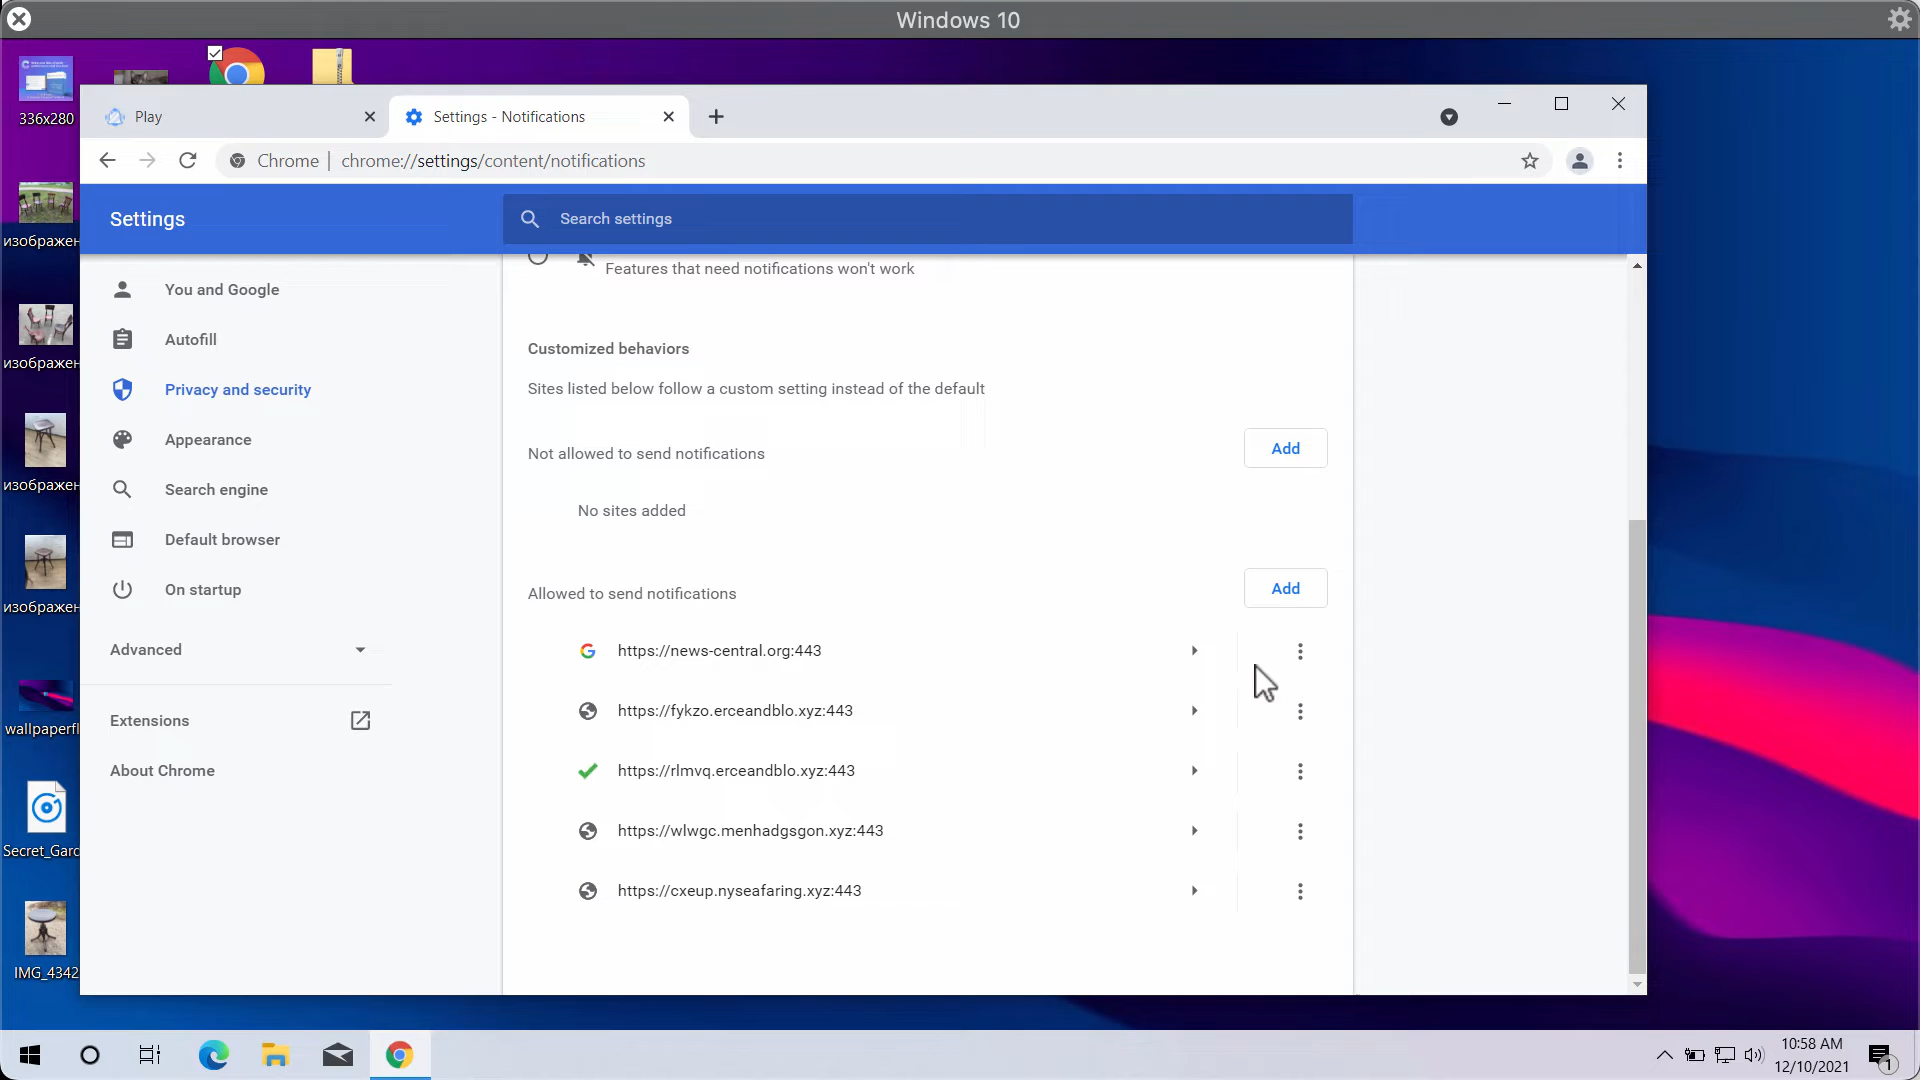 Windows 10
336x280
изображен
изображен
изображен
изображен
wallpaperfl
Secret_Gard
IMG_4342
Play
Settings - Notifications
Chrome
chrome://settings/content/notifications
Settings
Search settings
You and Google
Autofill
Privacy and security
Appearance
Search engine
Default browser
On startup
Advanced
Extensions
About Chrome
Features that need notifications won't work
Customized behaviors
Sites listed below follow a custom setting instead of the default
Not allowed to send notifications
Add
No sites added
Allowed to send notifications
Add
https://news-central.org:443
https://fykzo.erceandblo.xyz:443
https://rlmvq.erceandblo.xyz:443
https://wlwgc.menhadgsgon.xyz:443
https://cxeup.nyseafaring.xyz:443
10:58 AM
12/10/2021
1